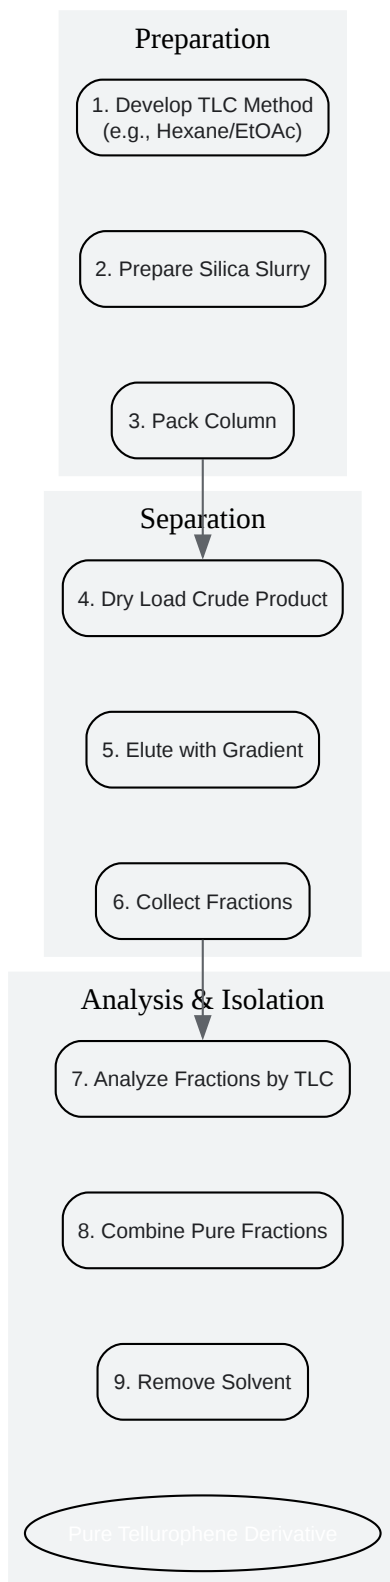 Preparation
1. Develop TLC Method
(e.g., Hexane/EtOAc)
2. Prepare Silica Slurry
3. Pack Column
Separation
4. Dry Load Crude Product
5. Elute with Gradient
6. Collect Fractions
Analysis & Isolation
7. Analyze Fractions by TLC
8. Combine Pure Fractions
9. Remove Solvent
Pure Tellurophene Derivative